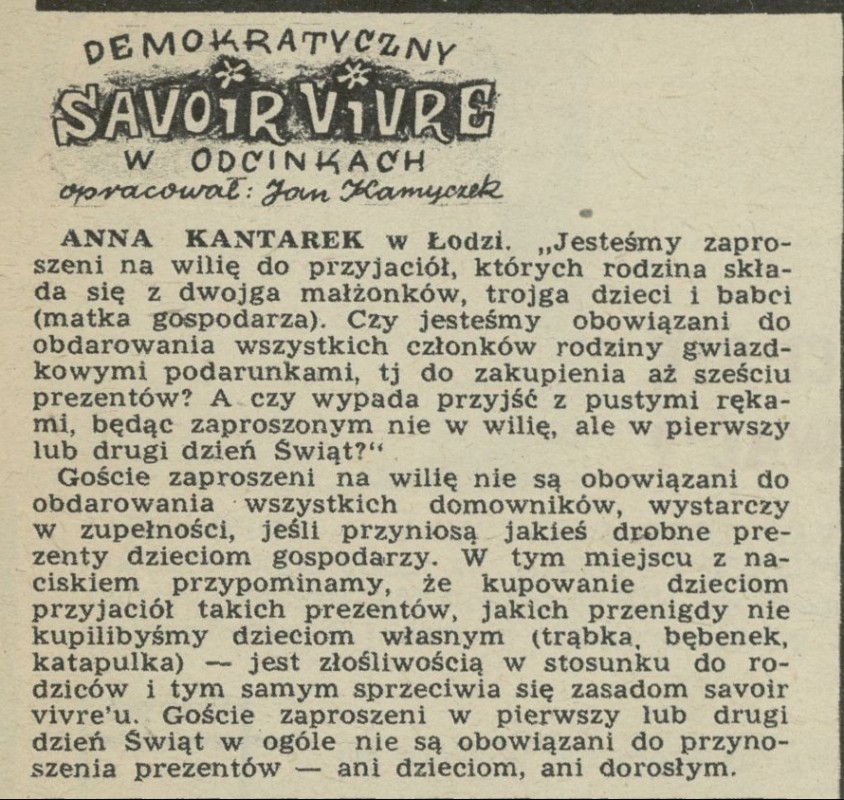 DEMOKRATYCZNY
SAVOIR VIVRE
W ODCINKACH
opracował: Jan Kamyczek
ANNA KANTAREK w Łodzi. „Jesteśmy zapro-
szeni na wilię do przyjaciół, których rodzina skła-
da się z dwojga małżonków, trojga dzieci i babci
(matka gospodarza). Czy jesteśmy obowiązani do
obdarowania wszystkich członków rodziny gwiazd-
kowymi podarunkami, tj do zakupienia aż sześciu
prezentów? A czy wypada przyjść z pustymi ręka-
mi, będąc zaproszonym nie w wilię, ale w pierwszy
lub drugi dzień Świąt?“
Goście zaproszeni na wilię nie są obowiązani do
obdarowania wszystkich domowników, wystarczy
w zupełności, jeśli przyniosą jakieś drobne pre-
zenty dzieciom gospodarzy. W tym miejscu z na-
ciskiem przypominamy, że kupowanie dzieciom
przyjaciół takich prezentów, jakich przenigdy nie
kupilibyśmy dzieciom własnym (trąbka, bębenek,
katapulka) — jest złośliwością w stosunku do ro-
dziców i tym samym sprzeciwia się zasadom savoir
vivre'u. Goście zaproszeni w pierwszy lub drugi
dzień Świąt w ogóle nie są obowiązani do przyno-
szenia prezentów — ani dzieciom, ani dorosłym.